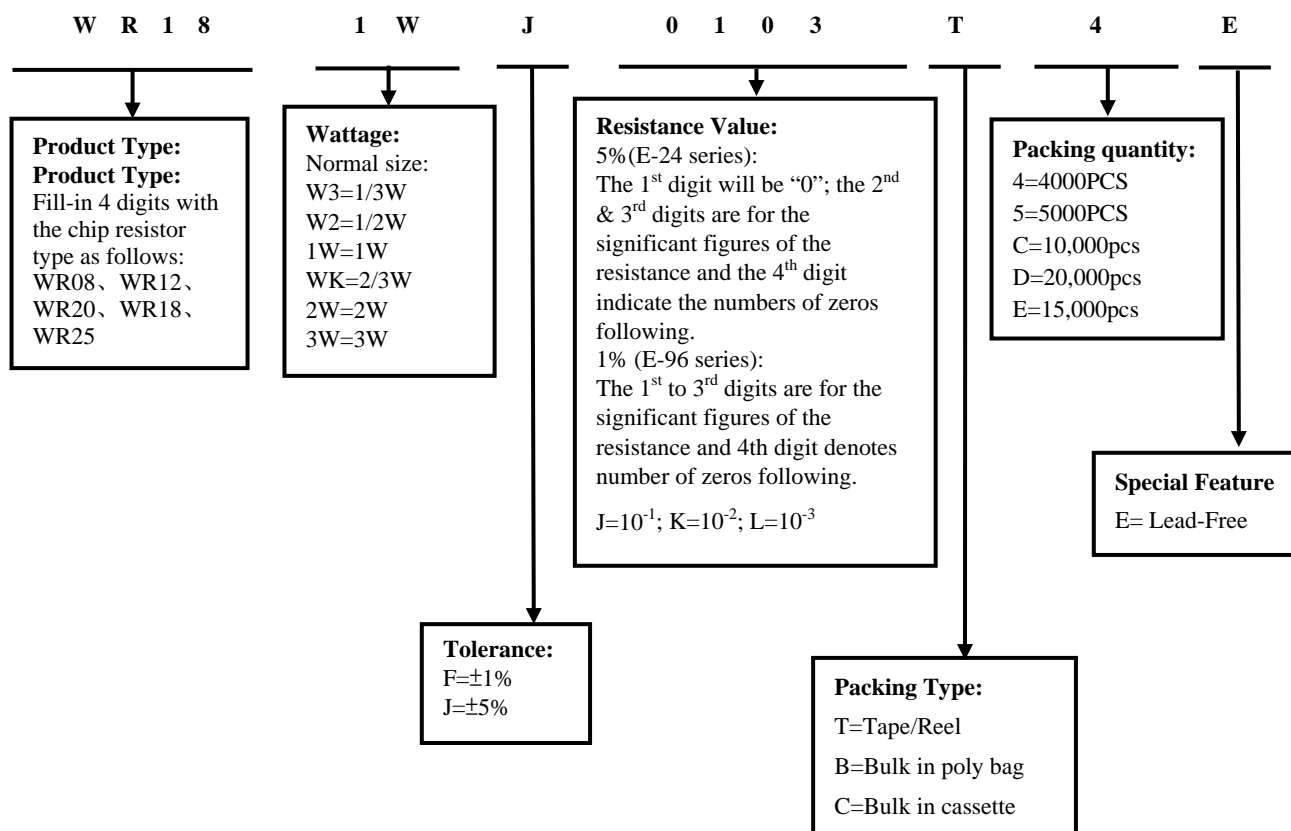 W R 1 8 1 W J 0 1 0 3 T 4 E
Product Type:
Product Type:
Fill-in 4 digits with
the chip resistor
type as follows:
WR08、WR12、
WR20、WR18、
WR25
Wattage:
Normal size:
W3=1/3W
W2=1/2W
1W=1W
WK=2/3W
2W=2W
3W=3W
Resistance Value:
5%(E-24 series):
The 1st digit will be “0”; the 2nd
& 3rd digits are for the
significant figures of the
resistance and the 4th digit
indicate the numbers of zeros
following.
1% (E-96 series):
The 1st to 3rd digits are for the
significant figures of the
resistance and 4th digit denotes
number of zeros following.
J=10-1; K=10-2; L=10-3
Packing quantity:
4=4000PCS
5=5000PCS
C=10,000pcs
D=20,000pcs
E=15,000pcs
Special Feature
E= Lead-Free
Tolerance:
F=±1%
J=±5%
Packing Type:
T=Tape/Reel
B=Bulk in poly bag
C=Bulk in cassette